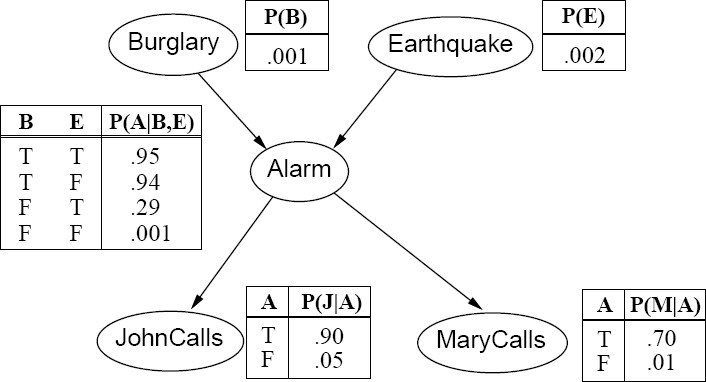 Burglary
P(B)
.001
Earthquake
P(E)
.002
B E P(A|B,E)
T T .95
T F .94
F T .29
F F .001
Alarm
JohnCalls
A P(J|A)
T .90
F .05
MaryCalls
A P(M|A)
T .70
F .01